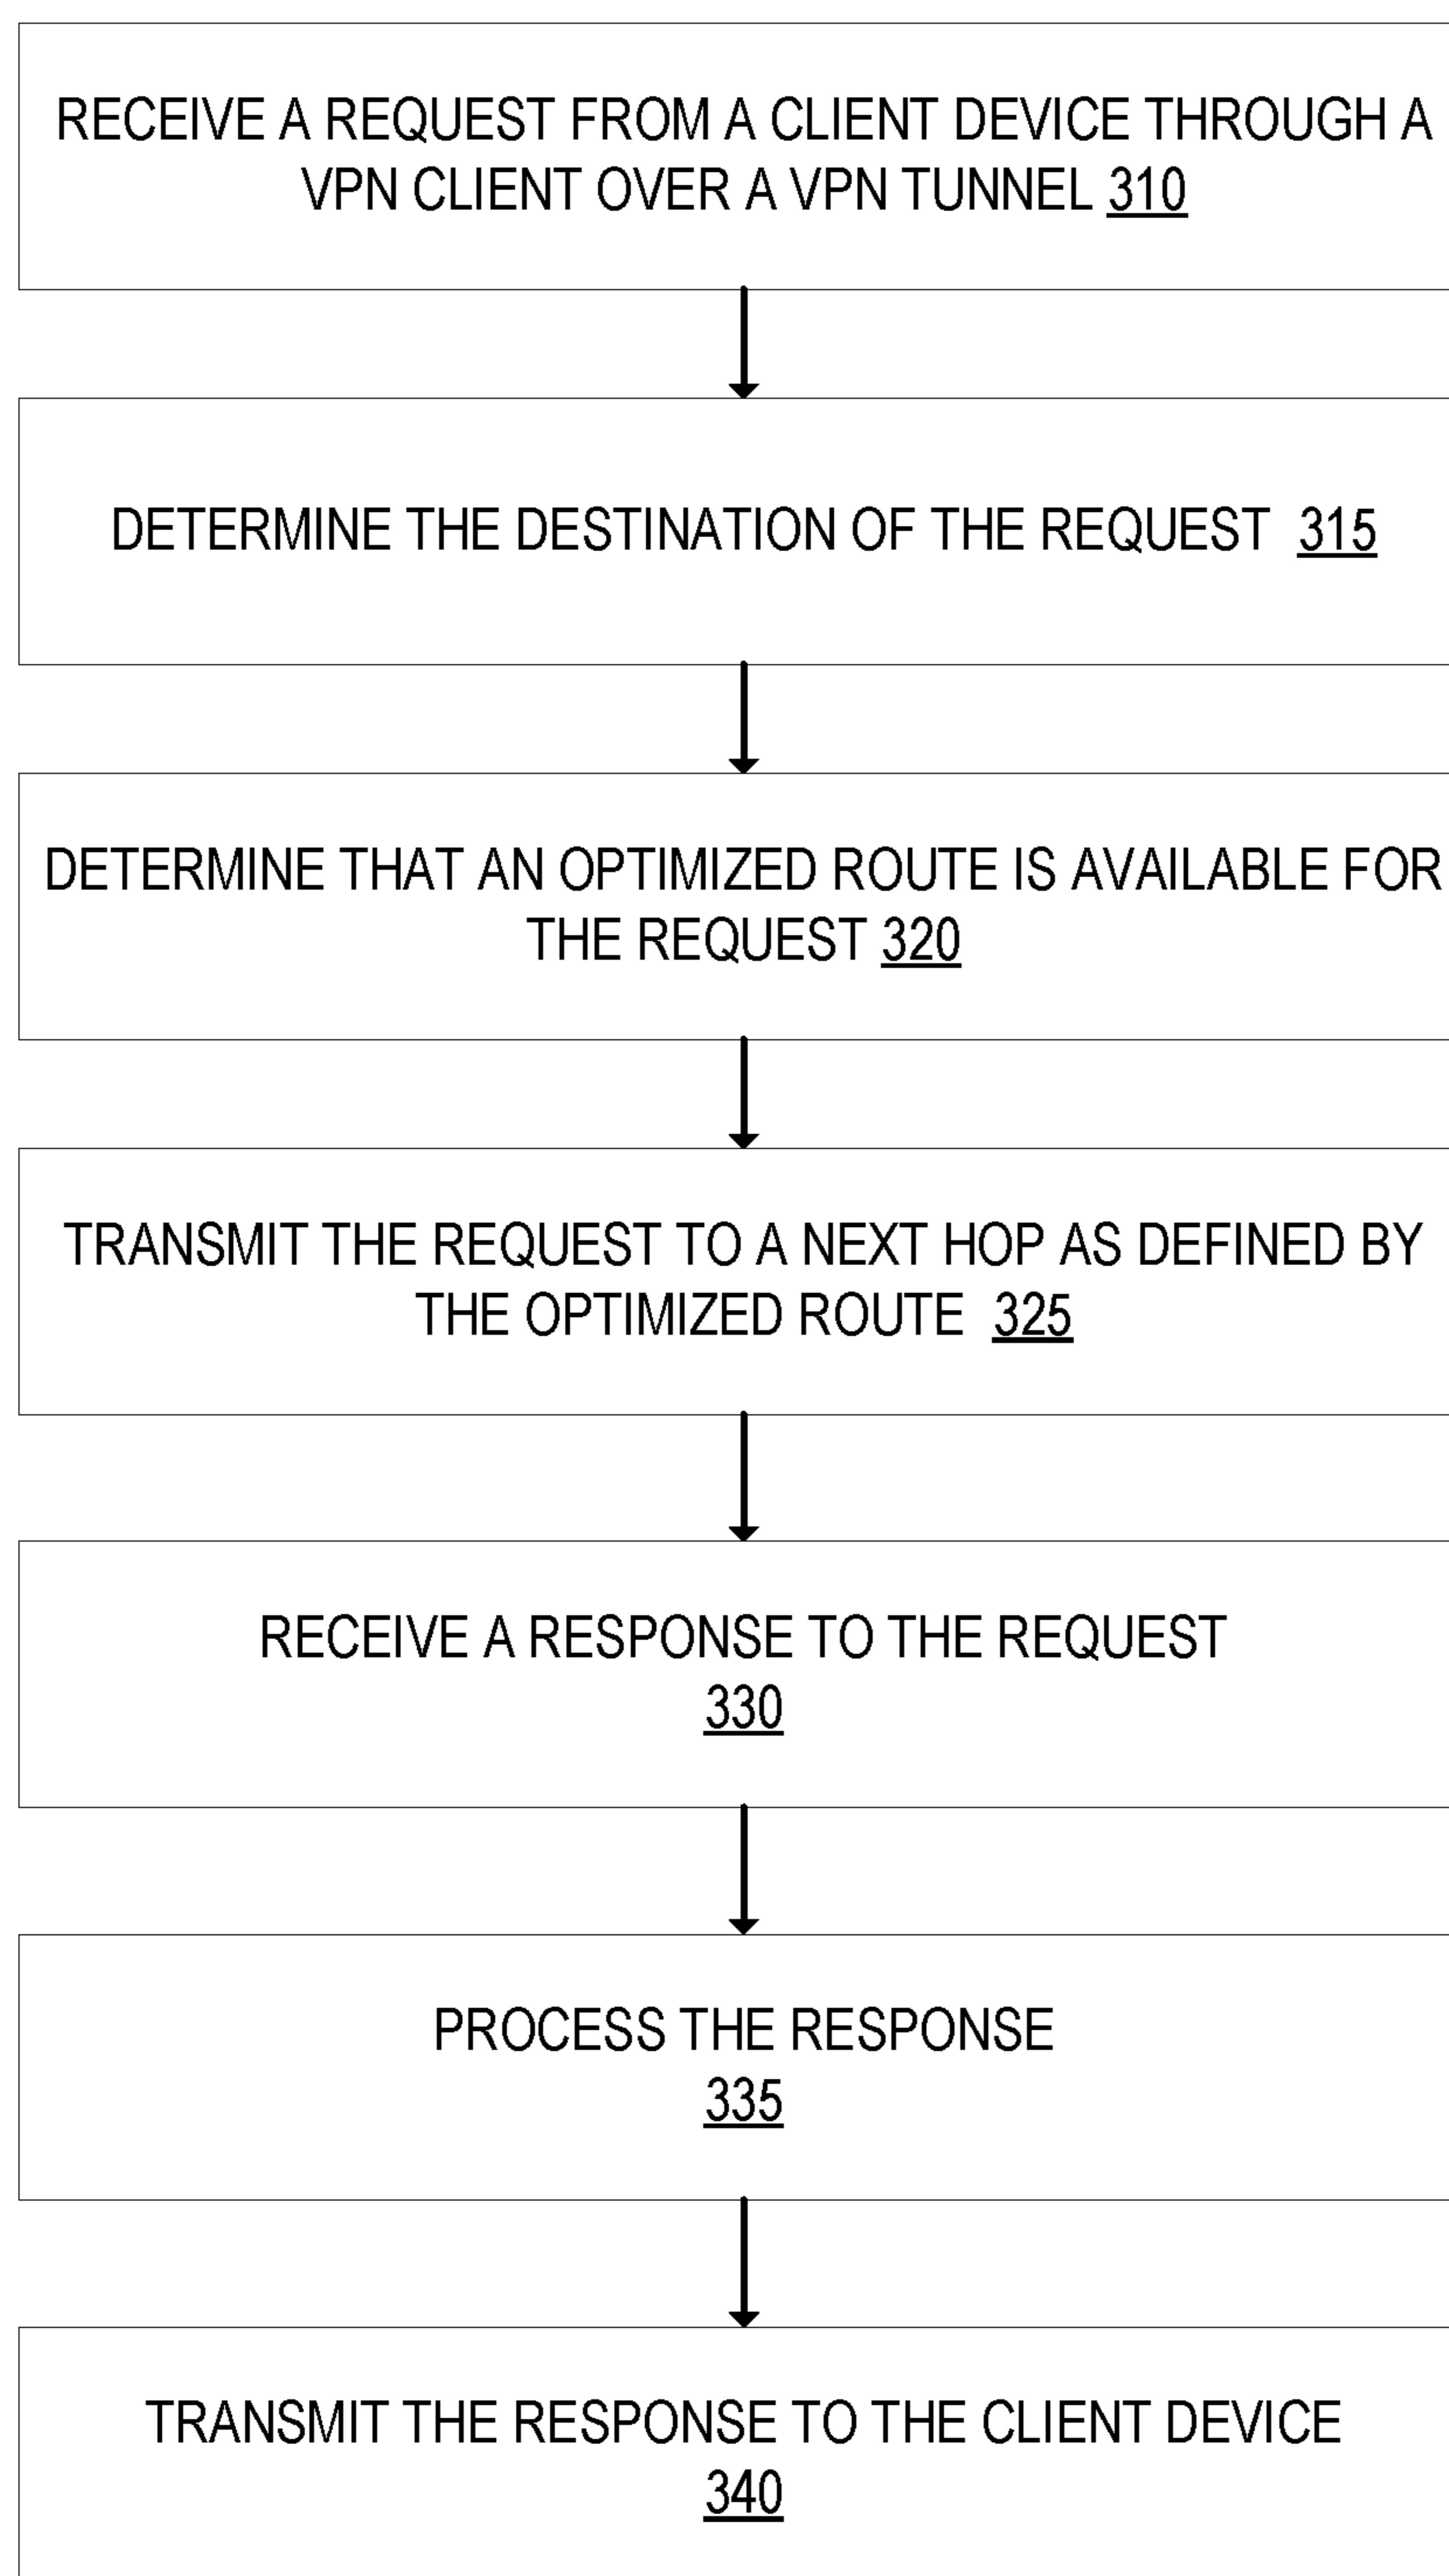 RECEIVE A REQUEST FROM A CLIENT DEVICE THROUGH A
VPN CLIENT OVER A VPN TUNNEL 310
DETERMINE THE DESTINATION OF THE REQUEST 315
DETERMINE THAT AN OPTIMIZED ROUTE IS AVAILABLE FOR
THE REQUEST 320
TRANSMIT THE REQUEST TO A NEXT HOP AS DEFINED BY
THE OPTIMIZED ROUTE 325
RECEIVE A RESPONSE TO THE REQUEST
330
PROCESS THE RESPONSE
335
TRANSMIT THE RESPONSE TO THE CLIENT DEVICE
340